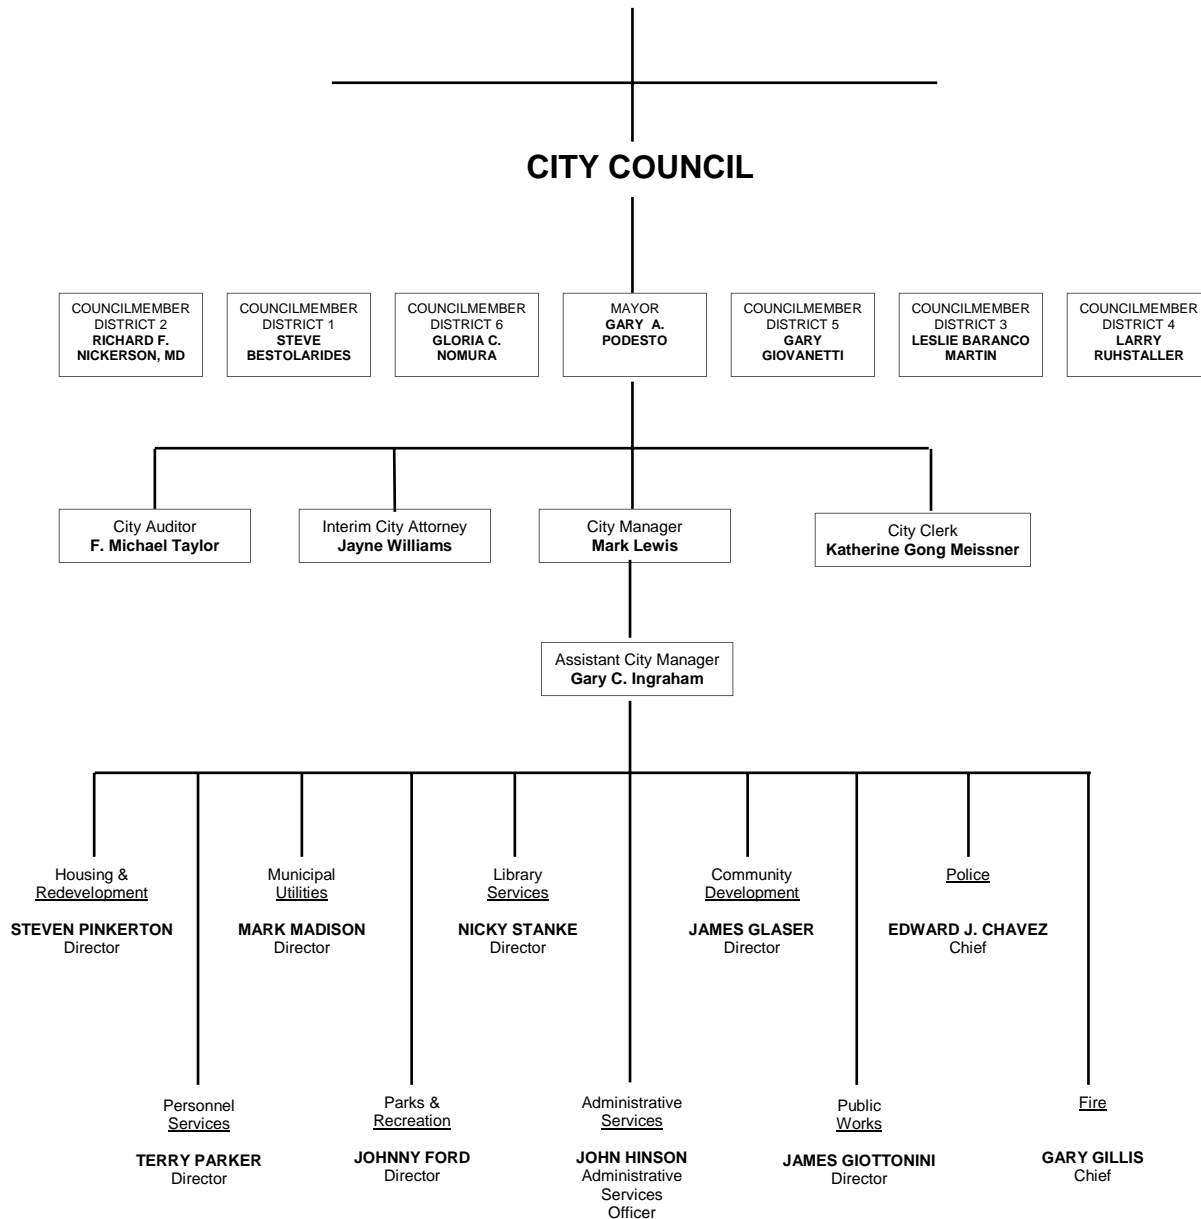 CITY COUNCIL
COUNCILMEMBER
DISTRICT 2
RICHARD F.
NICKERSON, MD
COUNCILMEMBER
DISTRICT 1
STEVE
BESTOLARIDES
COUNCILMEMBER
DISTRICT 6
GLORIA C.
NOMURA
MAYOR
GARY A.
PODESTO
COUNCILMEMBER
DISTRICT 5
GARY
GIOVANETTI
COUNCILMEMBER
DISTRICT 3
LESLIE BARANCO
MARTIN
COUNCILMEMBER
DISTRICT 4
LARRY
RUHSTALLER
City Auditor
F. Michael Taylor
Interim City Attorney
Jayne Williams
City Manager
Mark Lewis
City Clerk
Katherine Gong Meissner
Assistant City Manager
Gary C. Ingraham
Housing &
Redevelopment
STEVEN PINKERTON
Director
Municipal
Utilities
MARK MADISON
Director
Library
Services
NICKY STANKE
Director
Community
Development
JAMES GLASER
Director
Police
EDWARD J. CHAVEZ
Chief
Personnel
Services
TERRY PARKER
Director
Parks &
Recreation
JOHNNY FORD
Director
Administrative
Services
JOHN HINSON
Administrative
Services
Officer
Public
Works
JAMES GIOTTONINI
Director
Fire
GARY GILLIS
Chief